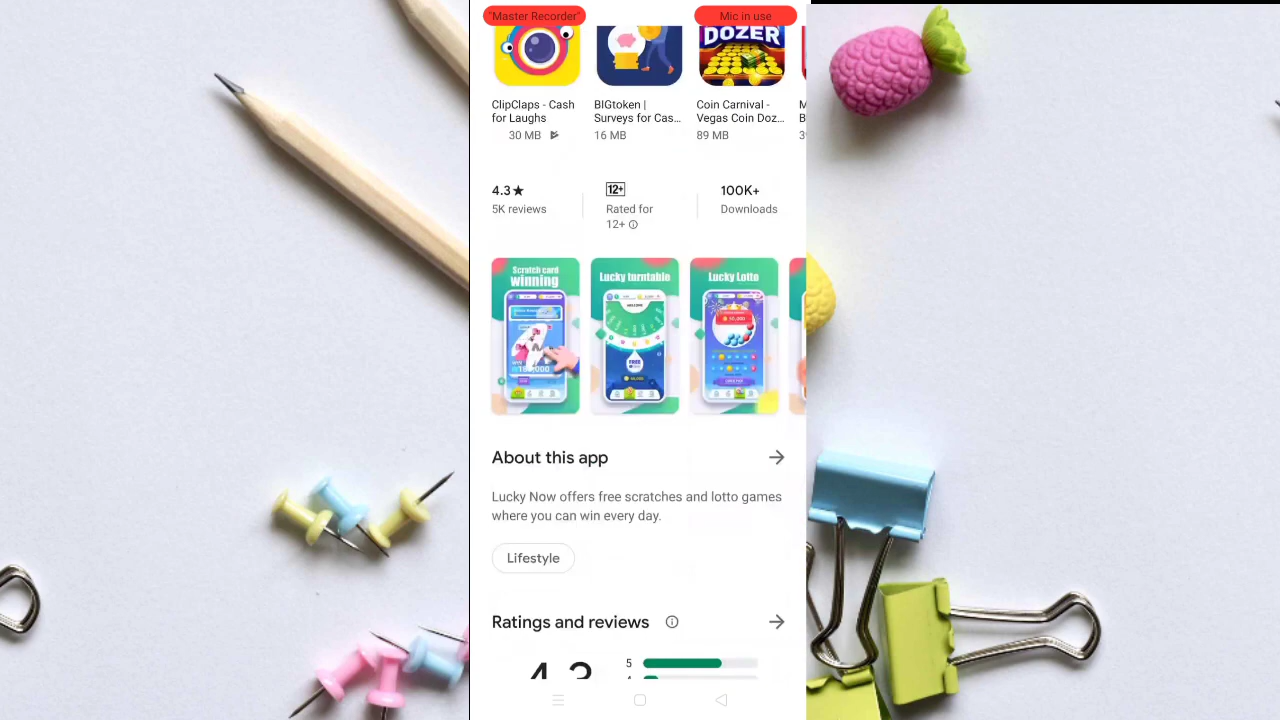 "Master Recorder"
Mic in use
DOZER
ClipClaps - Cash
for Laughs
30 MB
BIGtoken |
Surveys for Cas...
16 MB
Coin Carnival -
Vegas Coin Doz...
89 MB
4.3★
5K reviews
12+
Rated for
12+
100K+
Downloads
Scratch card
winning
Lucky turntable
Lucky Lotto
About this app
Lucky Now offers free scratches and lotto games
where you can win every day.
Lifestyle
Ratings and reviews
4.3
5